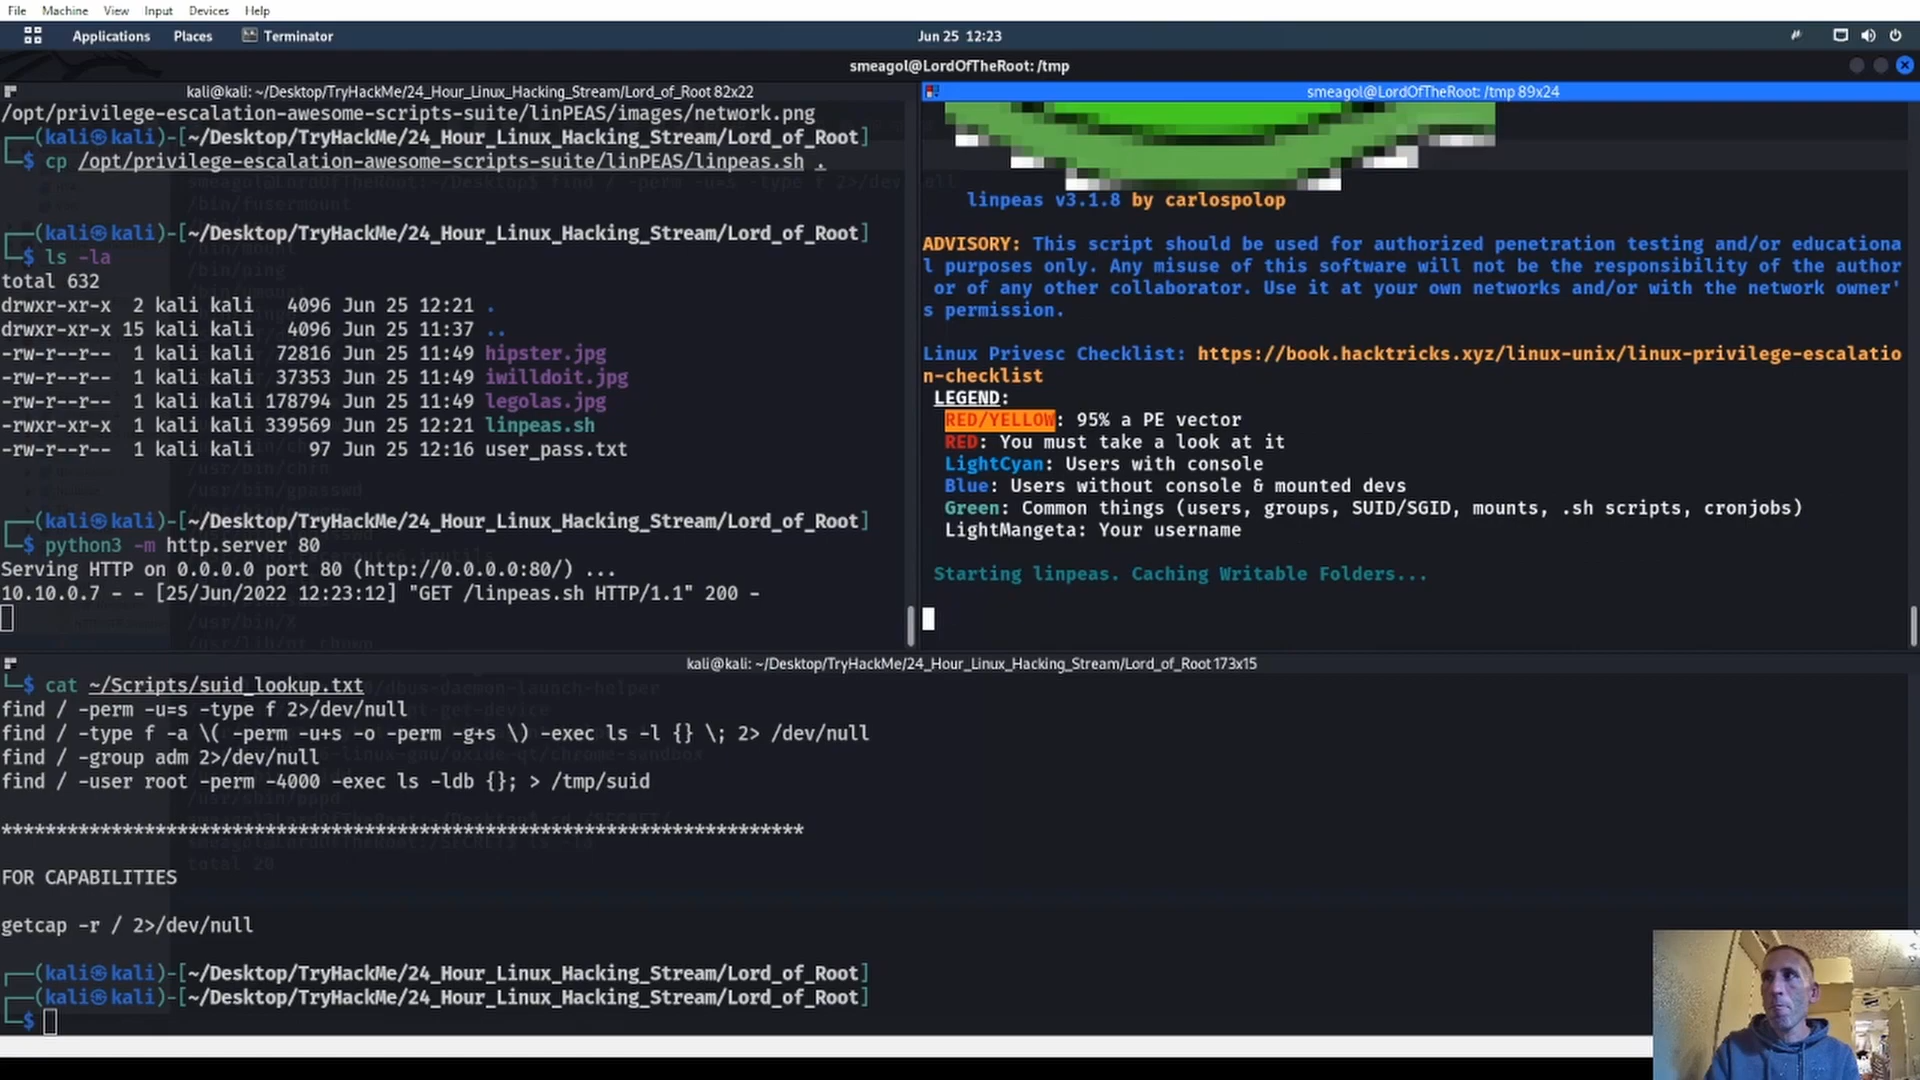 File Machine View Input Devices Help
Applications Places Terminator Jun 25 12:23
smeagol@LordOfTheRoot: /tmp
kali@kali: ~/Desktop/TryHackMe/24_Hour_Linux_Hacking_Stream/Lord_of_Root 82x22
/opt/privilege-escalation-awesome-scripts-suite/linPEAS/images/network.png
(kali㉿kali)-[~/Desktop/TryHackMe/24_Hour_Linux_Hacking_Stream/Lord_of_Root]
$ cp /opt/privilege-escalation-awesome-scripts-suite/linPEAS/linpeas.sh .
(kali㉿kali)-[~/Desktop/TryHackMe/24_Hour_Linux_Hacking_Stream/Lord_of_Root]
$ ls -la
total 632
drwxr-xr-x 2 kali kali 4096 Jun 25 12:21 .
drwxr-xr-x 15 kali kali 4096 Jun 25 11:37 ..
-rw-r--r-- 1 kali kali 72816 Jun 25 11:49 hipster.jpg
-rw-r--r-- 1 kali kali 37353 Jun 25 11:49 iwilldoit.jpg
-rw-r--r-- 1 kali kali 178794 Jun 25 11:49 legolas.jpg
-rwxr-xr-x 1 kali kali 339569 Jun 25 12:21 linpeas.sh
-rw-r--r-- 1 kali kali 97 Jun 25 12:16 user_pass.txt
(kali㉿kali)-[~/Desktop/TryHackMe/24_Hour_Linux_Hacking_Stream/Lord_of_Root]
$ python3 -m http.server 80
Serving HTTP on 0.0.0.0 port 80 (http://0.0.0.0:80/) ...
10.10.0.7 - - [25/Jun/2022 12:23:12] "GET /linpeas.sh HTTP/1.1" 200 -
smeagol@LordOfTheRoot: /tmp 89x24
linpeas v3.1.8 by carlospolop
ADVISORY: This script should be used for authorized penetration testing and/or educationa
l purposes only. Any misuse of this software will not be the responsibility of the author
or of any other collaborator. Use it at your own networks and/or with the network owner'
s permission.
Linux Privesc Checklist: https://book.hacktricks.xyz/linux-unix/linux-privilege-escalatio
n-checklist
LEGEND:
RED/YELLOW: 95% a PE vector
RED: You must take a look at it
LightCyan: Users with console
Blue: Users without console & mounted devs
Green: Common things (users, groups, SUID/SGID, mounts, .sh scripts, cronjobs)
LightMangeta: Your username
Starting linpeas. Caching Writable Folders...
kali@kali: ~/Desktop/TryHackMe/24_Hour_Linux_Hacking_Stream/Lord_of_Root 173x15
$ cat ~/Scripts/suid_lookup.txt
find / -perm -u=s -type f 2>/dev/null
find / -type f -a \( -perm -u+s -o -perm -g+s \) -exec ls -l {} \; 2> /dev/null
find / -group adm 2>/dev/null
find / -user root -perm -4000 -exec ls -ldb {}; > /tmp/suid
*************************************************************************
FOR CAPABILITIES
getcap -r / 2>/dev/null
(kali㉿kali)-[~/Desktop/TryHackMe/24_Hour_Linux_Hacking_Stream/Lord_of_Root]
(kali㉿kali)-[~/Desktop/TryHackMe/24_Hour_Linux_Hacking_Stream/Lord_of_Root]
$